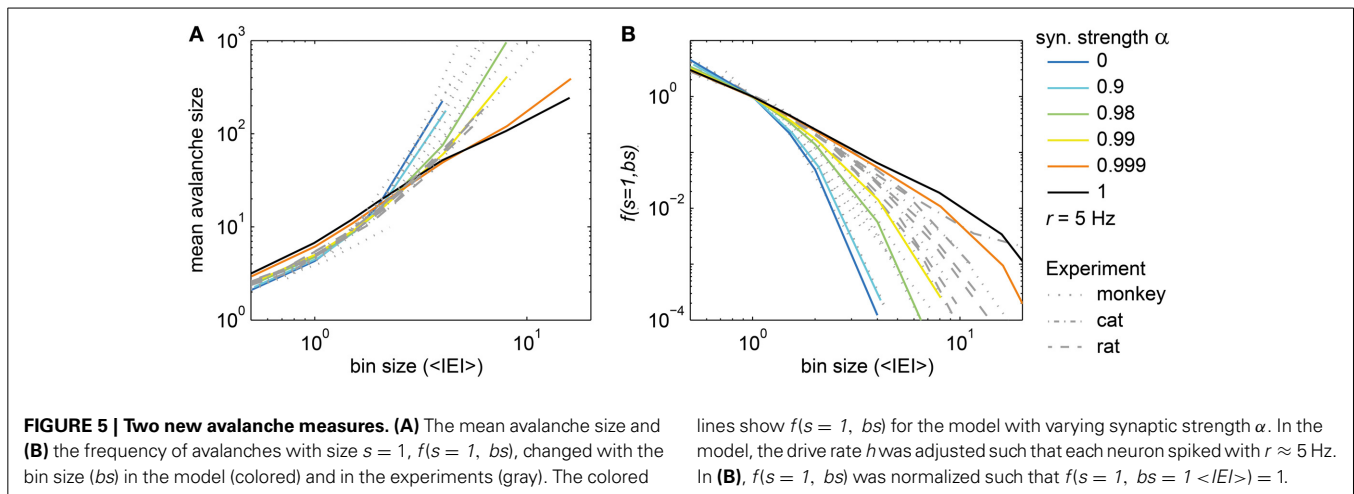 A
10³
10²
10¹
10⁰
mean avalanche size
10⁰
10¹
bin size (<IEI>)
B
10⁰
10⁻²
10⁻⁴
f(s=1,bs)
10⁰
10¹
bin size (<IEI>)
syn. strength α
0
0.9
0.98
0.99
0.999
1
r = 5 Hz
Experiment
monkey
cat
rat
FIGURE 5 | Two new avalanche measures. (A) The mean avalanche size and
(B) the frequency of avalanches with size s = 1, f(s = 1, bs), changed with the
bin size (bs) in the model (colored) and in the experiments (gray). The colored
lines show f(s = 1, bs) for the model with varying synaptic strength α. In the
model, the drive rate h was adjusted such that each neuron spiked with r ≈ 5 Hz.
In (B), f(s = 1, bs) was normalized such that f(s = 1, bs = 1 <IEI>) = 1.